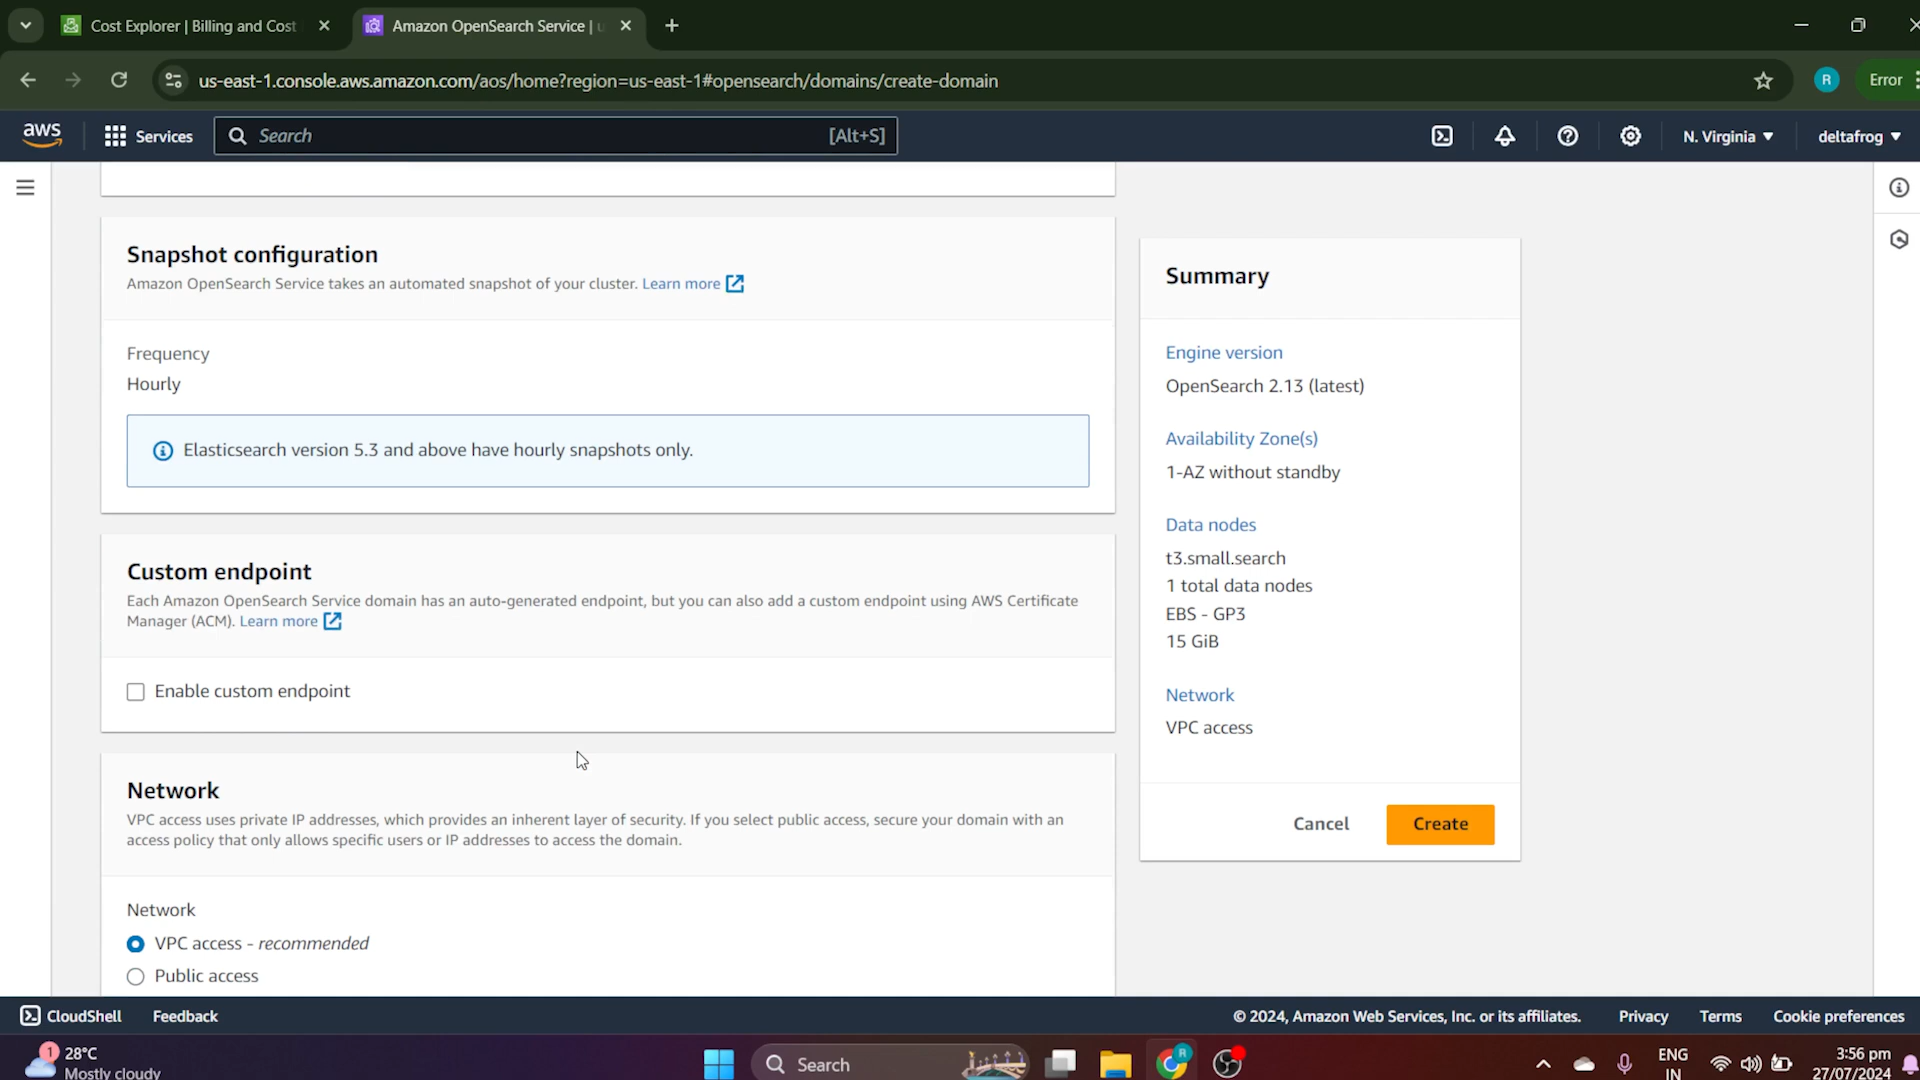 Cost Explorer | Billing and Cost
Amazon OpenSearch Service | u
us-east-1.console.aws.amazon.com/aos/home?region=us-east-1#opensearch/domains/create-domain
R
Error
aws
Services
Search
[Alt+S]
N. Virginia
deltafrog
Snapshot configuration
Amazon OpenSearch Service takes an automated snapshot of your cluster. Learn more
Frequency
Hourly
Elasticsearch version 5.3 and above have hourly snapshots only.
Custom endpoint
Each Amazon OpenSearch Service domain has an auto-generated endpoint, but you can also add a custom endpoint using AWS Certificate
Manager (ACM). Learn more
Enable custom endpoint
Network
VPC access uses private IP addresses, which provides an inherent layer of security. If you select public access, secure your domain with an
access policy that only allows specific users or IP addresses to access the domain.
Network
VPC access - recommended
Public access
Summary
Engine version
OpenSearch 2.13 (latest)
Availability Zone(s)
1-AZ without standby
Data nodes
t3.small.search
1 total data nodes
EBS - GP3
15 GiB
Network
VPC access
Cancel
Create
CloudShell
Feedback
© 2024, Amazon Web Services, Inc. or its affiliates.
Privacy
Terms
Cookie preferences
1
28°C
Mostly cloudy
Search
R
ENG
IN
3:56 pm
27/07/2024